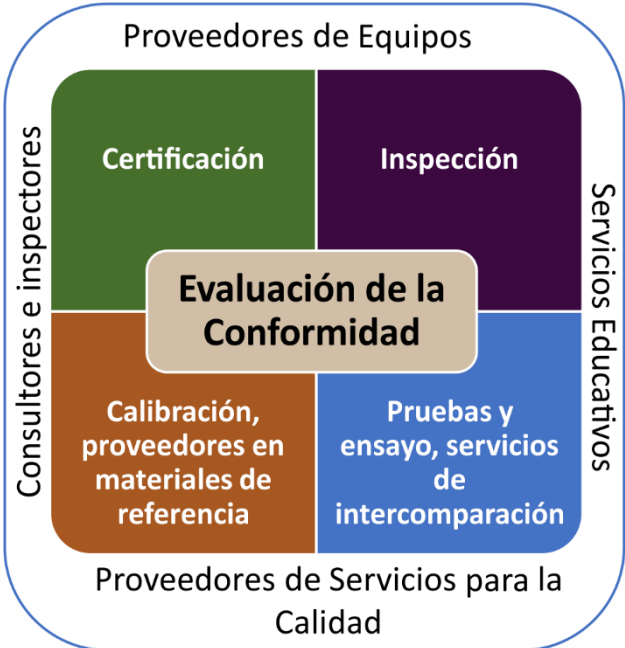 Proveedores de Equipos
Consultores e inspectores
Certificación
Inspección
Servicios Educativos
Evaluación de la
Conformidad
Calibración,
proveedores en
materiales de
referencia
Pruebas y
ensayo, servicios
de
intercomparación
Proveedores de Servicios para la
Calidad